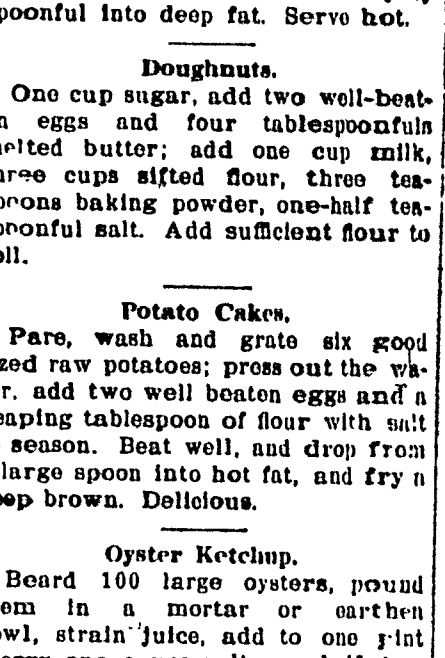 poonful into deep fat. Serve hot.
Doughnuts.
One cup sugar, add two well-beat-
n eggs and four tablespoonfuls
elted butter; add one cup milk,
ree cups sifted flour, three tea-
poons baking powder, one-half tea-
poonful salt. Add sufficient flour to
oll.
Potato Cakes.
Pare, wash and grate six good
zed raw potatoes; press out the wa-
r, add two well beaten eggs and a
eaping tablespoon of flour with salt
season. Beat well, and drop from
large spoon into hot fat, and fry a
eep brown. Delicious.
Oyster Ketchup.
Beard 100 large oysters, pound
em in a mortar or earthen
owl, strain juice, add to one pint